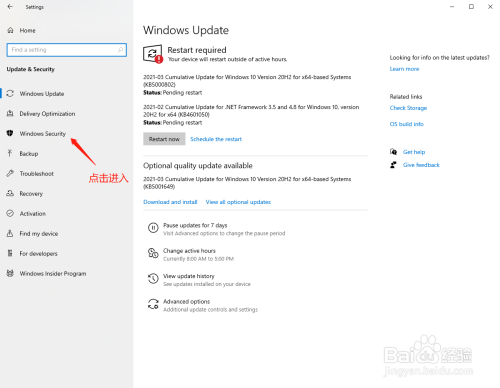 Settings
Home
Find a setting
Update & Security
Windows Update
Delivery Optimization
Windows Security
点击进入
Backup
Troubleshoot
Recovery
Activation
Find my device
For developers
Windows Insider Program
Windows Update
Restart required
Your device will restart outside of active hours.
2021-03 Cumulative Update for Windows 10 Version 20H2 for x64-based Systems
(KB5000802)
Status: Pending restart
2021-02 Cumulative Update for .NET Framework 3.5 and 4.8 for Windows 10, version
20H2 for x64 (KB4601050)
Status: Pending restart
Restart now
Schedule the restart
Optional quality update available
2021-03 Cumulative Update for Windows 10 Version 20H2 for x64-based Systems
(KB5001649)
Download and install
View all optional updates
Pause updates for 7 days
Visit Advanced options to change the pause period
Change active hours
Currently 8:00 AM to 5:00 PM
View update history
See updates installed on your device
Advanced options
Additional update controls and settings
Looking for info on the latest updates?
Learn more
Related links
Check Storage
OS build info
Get help
Give feedback
Baidu 经验
jingyan.baidu.com